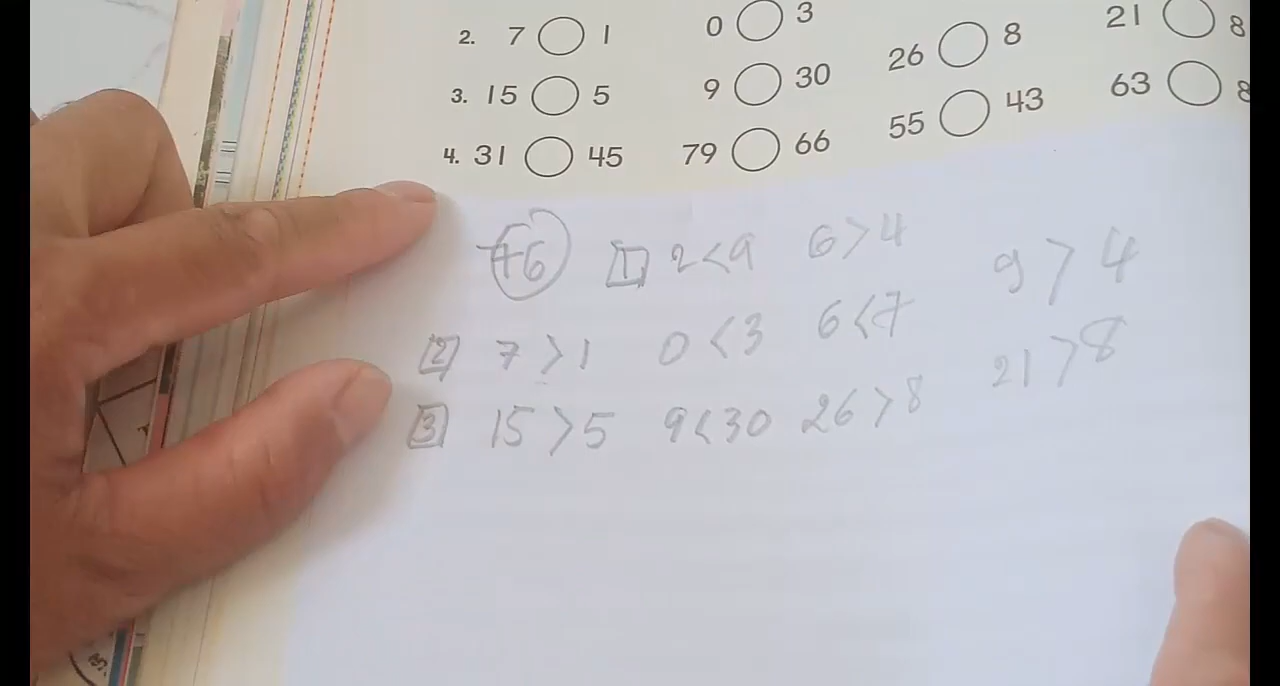 2. 7 ◯ 1 0 ◯ 3
3. 15 ◯ 5 9 ◯ 30 26 ◯ 8 21 ◯ 8
4. 31 ◯ 45 79 ◯ 66 55 ◯ 43 63 ◯
46 1 2<9 6>4 9>4
2 7>1 0<3 6<7
3 15>5 9<30 26>8 21>8